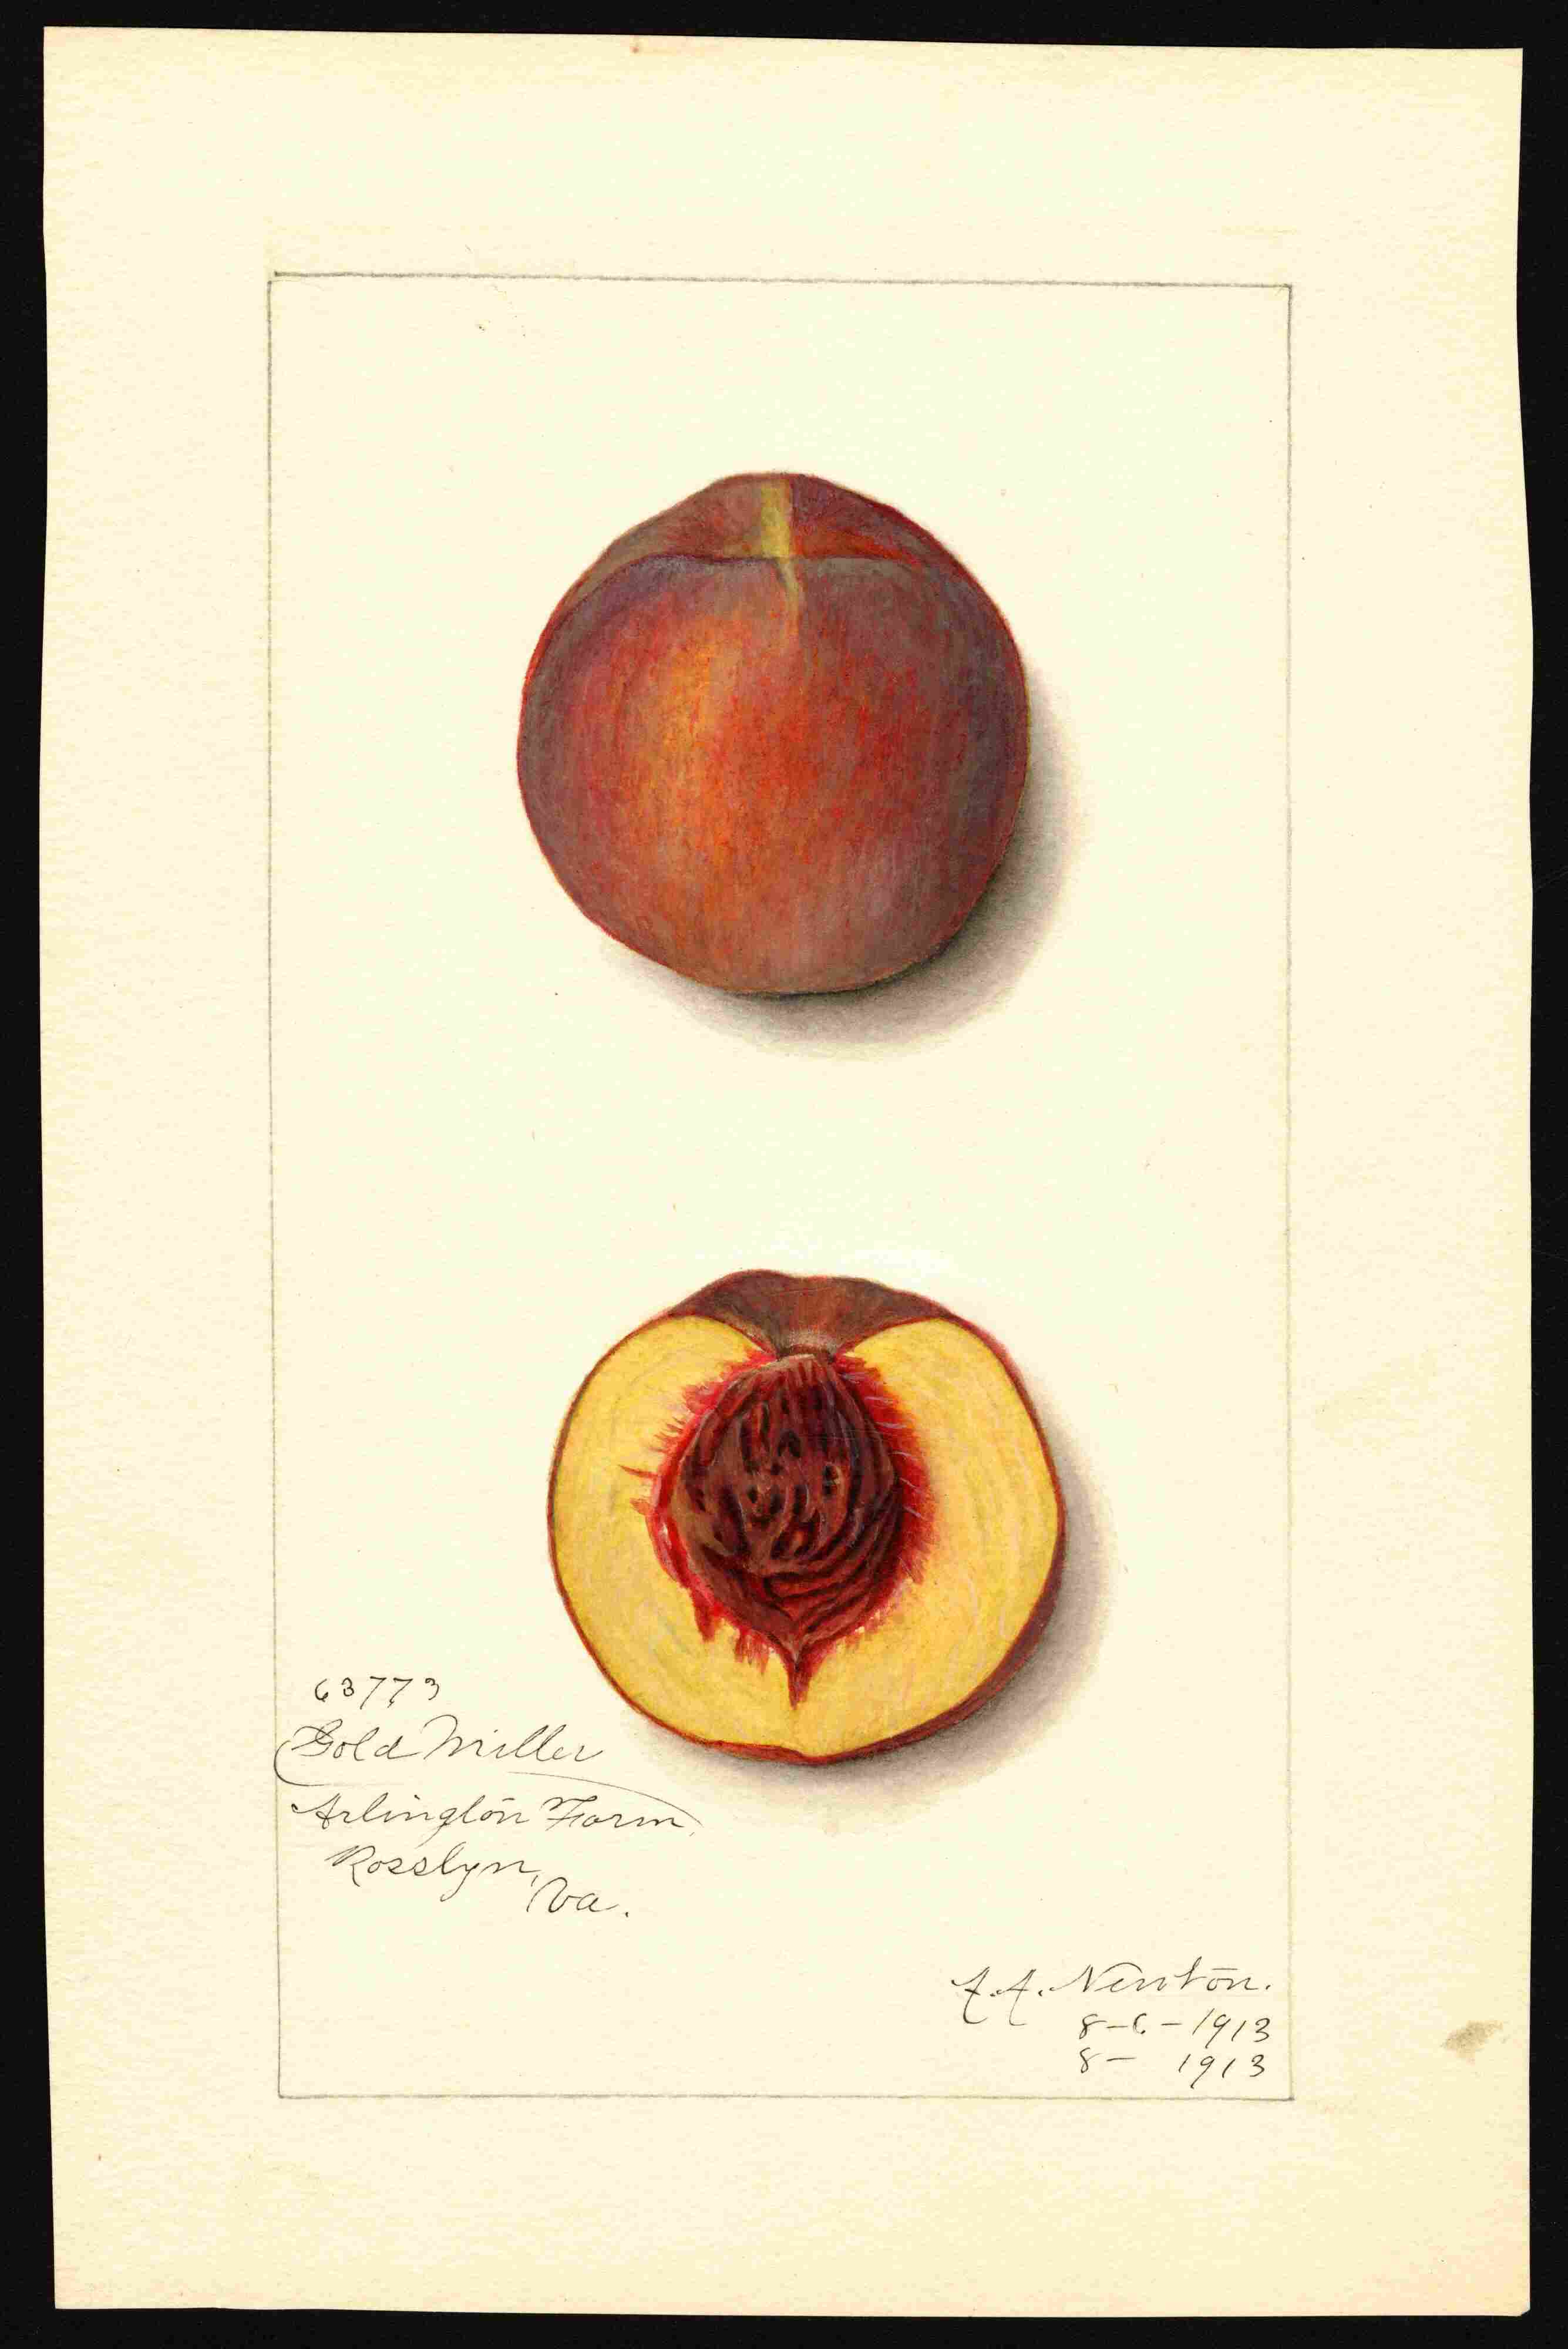 63773
Gold Miller
Arlington Farm,
Rosslyn,
Va.
A.A. Newton.
8-6-1913
8- 1913